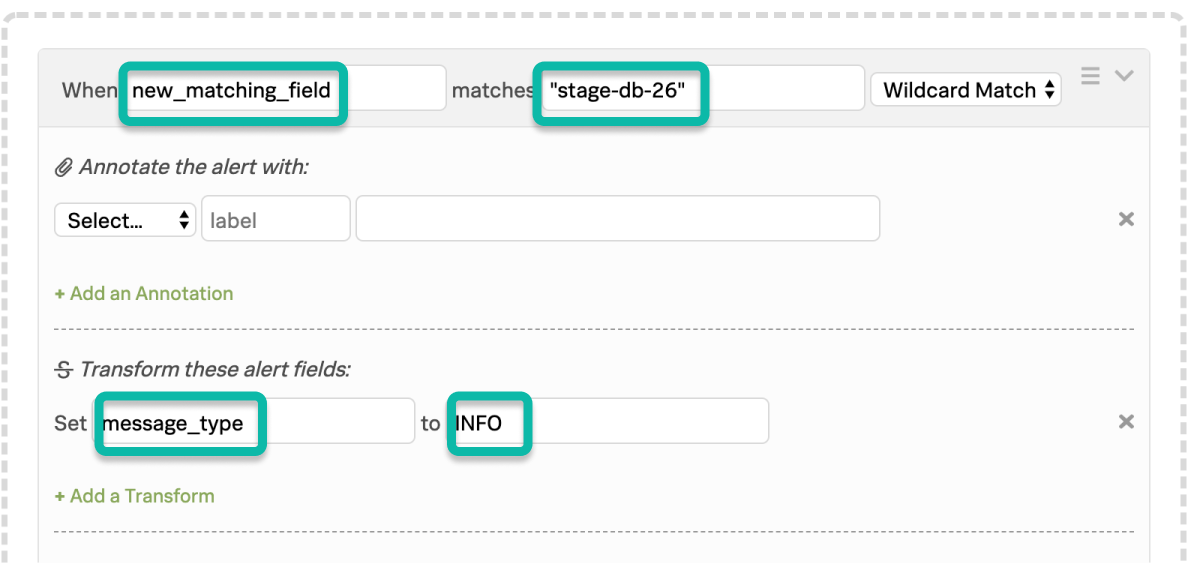 When new_matching_field matches "stage-db-26" Wildcard Match
Annotate the alert with:
Select... label
+ Add an Annotation
Transform these alert fields:
Set message_type to INFO
+ Add a Transform